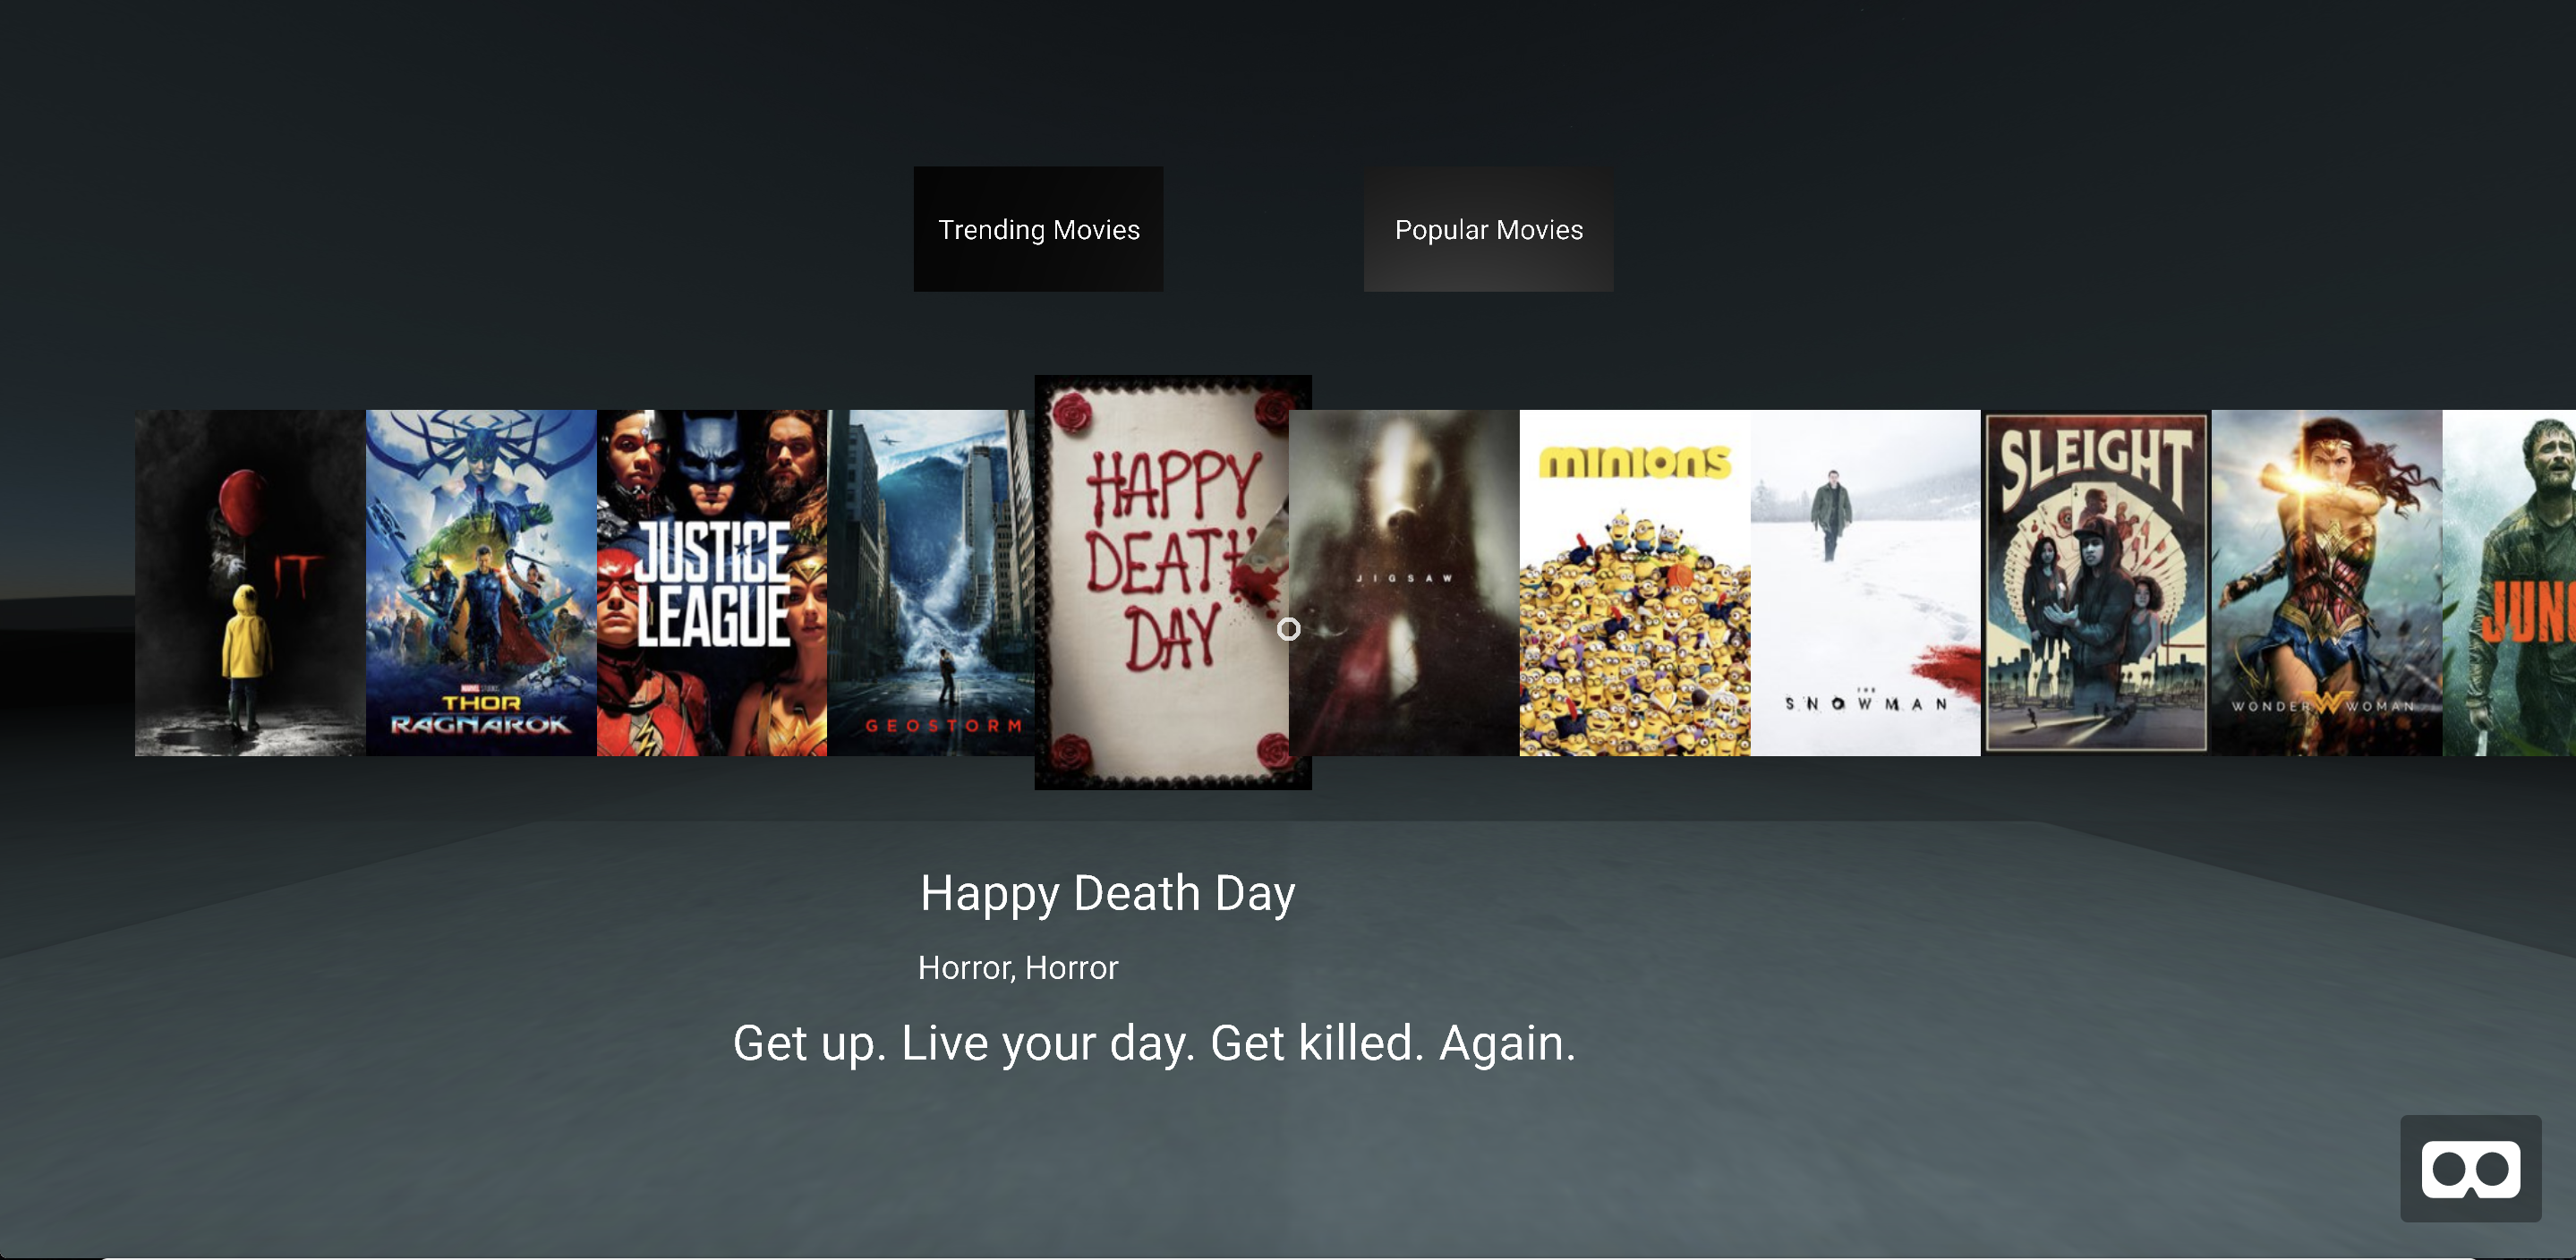 Trending Movies
Popular Movies
IT
MARVEL STUDIOS
THOR
RAGNAROK
JUSTICE
LEAGUE
GEOSTORM
HAPPY
DEATH
DAY
JIGSAW
minions
THE
SNOWMAN
SLEIGHT
WONDER WOMAN
JUN
Happy Death Day
Horror, Horror
Get up. Live your day. Get killed. Again.